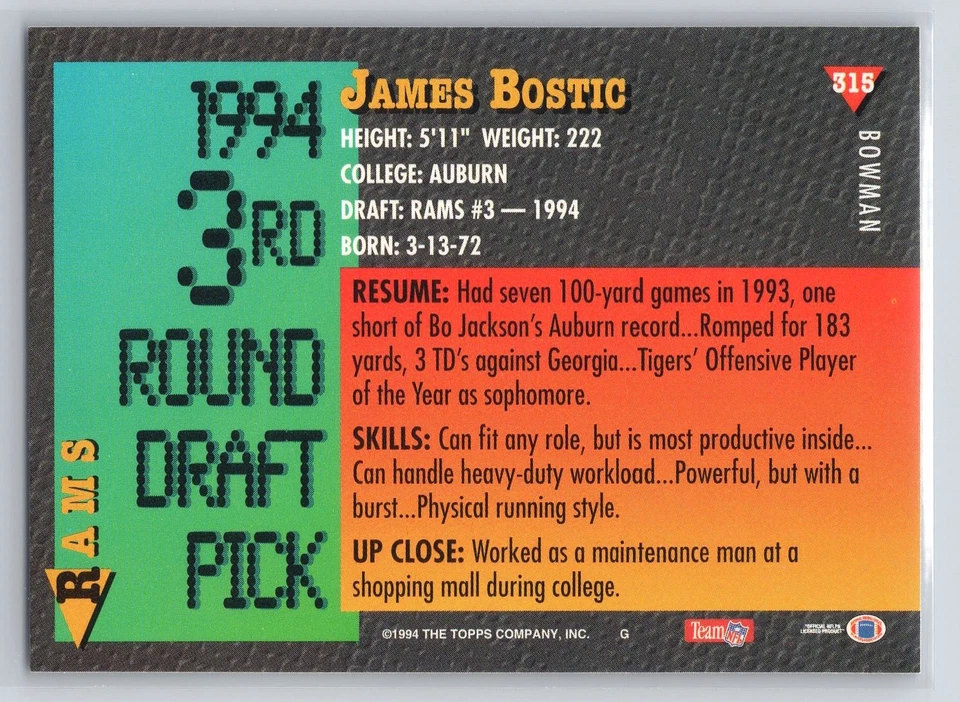 1994
3RD
ROUND
DRAFT
PICK
RAMS
JAMES BOSTIC
HEIGHT: 5'11" WEIGHT: 222
COLLEGE: AUBURN
DRAFT: RAMS #3 — 1994
BORN: 3-13-72
315
BOWMAN
RESUME: Had seven 100-yard games in 1993, one
short of Bo Jackson's Auburn record...Romped for 183
yards, 3 TD's against Georgia...Tigers' Offensive Player
of the Year as sophomore.
SKILLS: Can fit any role, but is most productive inside...
Can handle heavy-duty workload...Powerful, but with a
burst...Physical running style.
UP CLOSE: Worked as a maintenance man at a
shopping mall during college.
©1994 THE TOPPS COMPANY, INC. G
Team NFL
"OFFICIAL NFLPA
LICENSED PRODUCT"